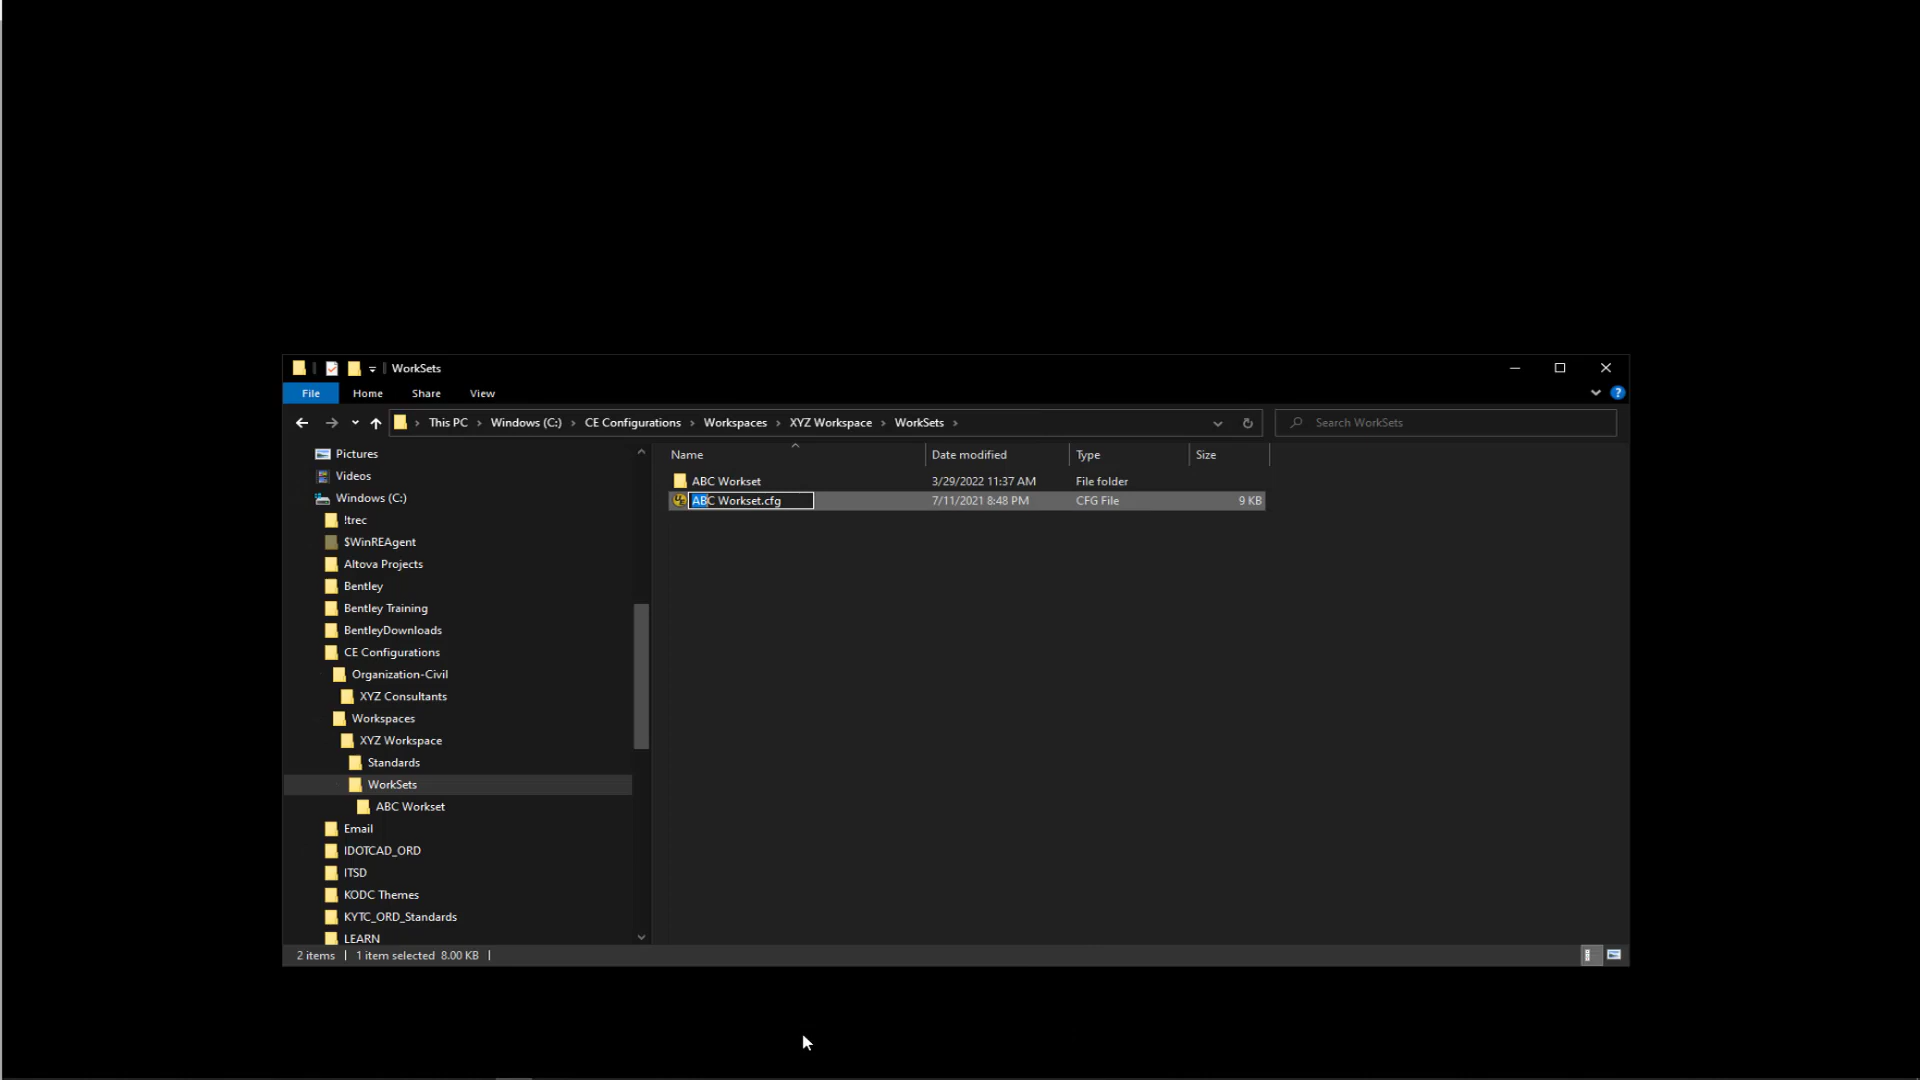 WorkSets
File Home Share View
This PC > Windows (C:) > CE Configurations > Workspaces > XYZ Workspace > WorkSets >
Search WorkSets
Name Date modified Type Size
ABC Workset 3/29/2022 11:37 AM File folder
ABC Workset.cfg 7/11/2021 8:48 PM CFG File 9 KB
Pictures
Videos
Windows (C:)
!trec
$WinREAgent
Altova Projects
Bentley
Bentley Training
BentleyDownloads
CE Configurations
Organization-Civil
XYZ Consultants
Workspaces
XYZ Workspace
Standards
WorkSets
ABC Workset
Email
IDOTCAD_ORD
ITSD
KODC Themes
KYTC_ORD_Standards
LEARN
2 items 1 item selected 8.00 KB